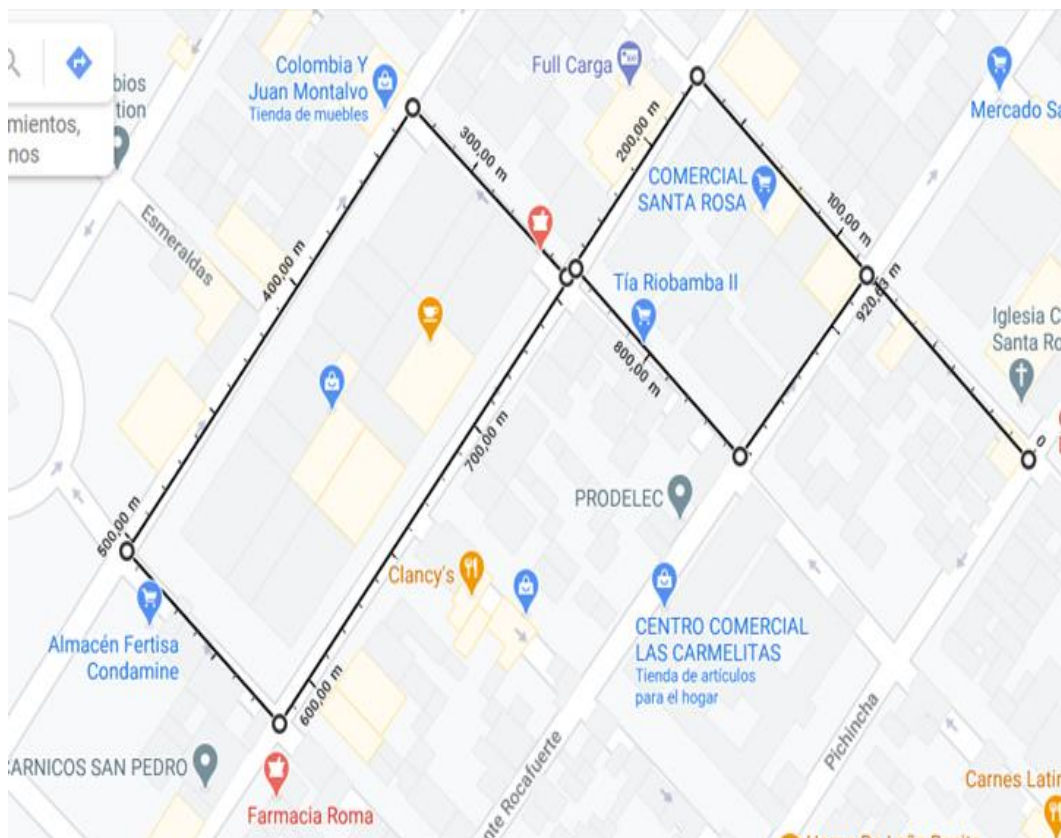 Colombia Y
Juan Montalvo
Tienda de muebles
Full Carga
Mercado Sa
bios
tion
mientos,
nos
300,00 m
200,00 m
COMERCIAL
SANTA ROSA
100,00 m
Esmeraldas
400,00 m
Tía Riobamba II
920,63 m
Iglesia C
Santa Ro
800,00 m
700,00 m
0
PRODELEC
500,00 m
Clancy's
Almacén Fertisa
Condamine
CENTRO COMERCIAL
LAS CARMELITAS
Tienda de artículos
para el hogar
600,00 m
Pichincha
CARNICOS SAN PEDRO
Farmacia Roma
nte Rocafuerte
Carnes Latin